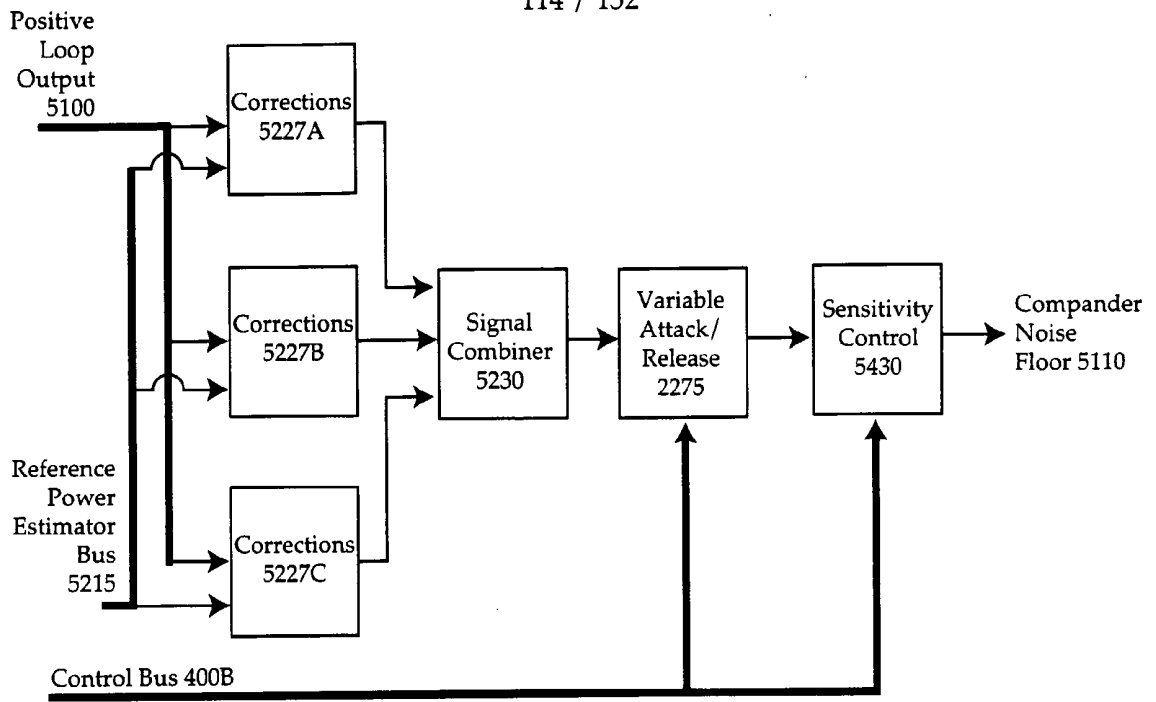 114 / 152
Positive
Loop
Output
5100
Corrections
5227A
Corrections
5227B
Corrections
5227C
Reference
Power
Estimator
Bus
5215
Signal
Combiner
5230
Variable
Attack/
Release
2275
Sensitivity
Control
5430
Compander
Noise
Floor 5110
Control Bus 400B